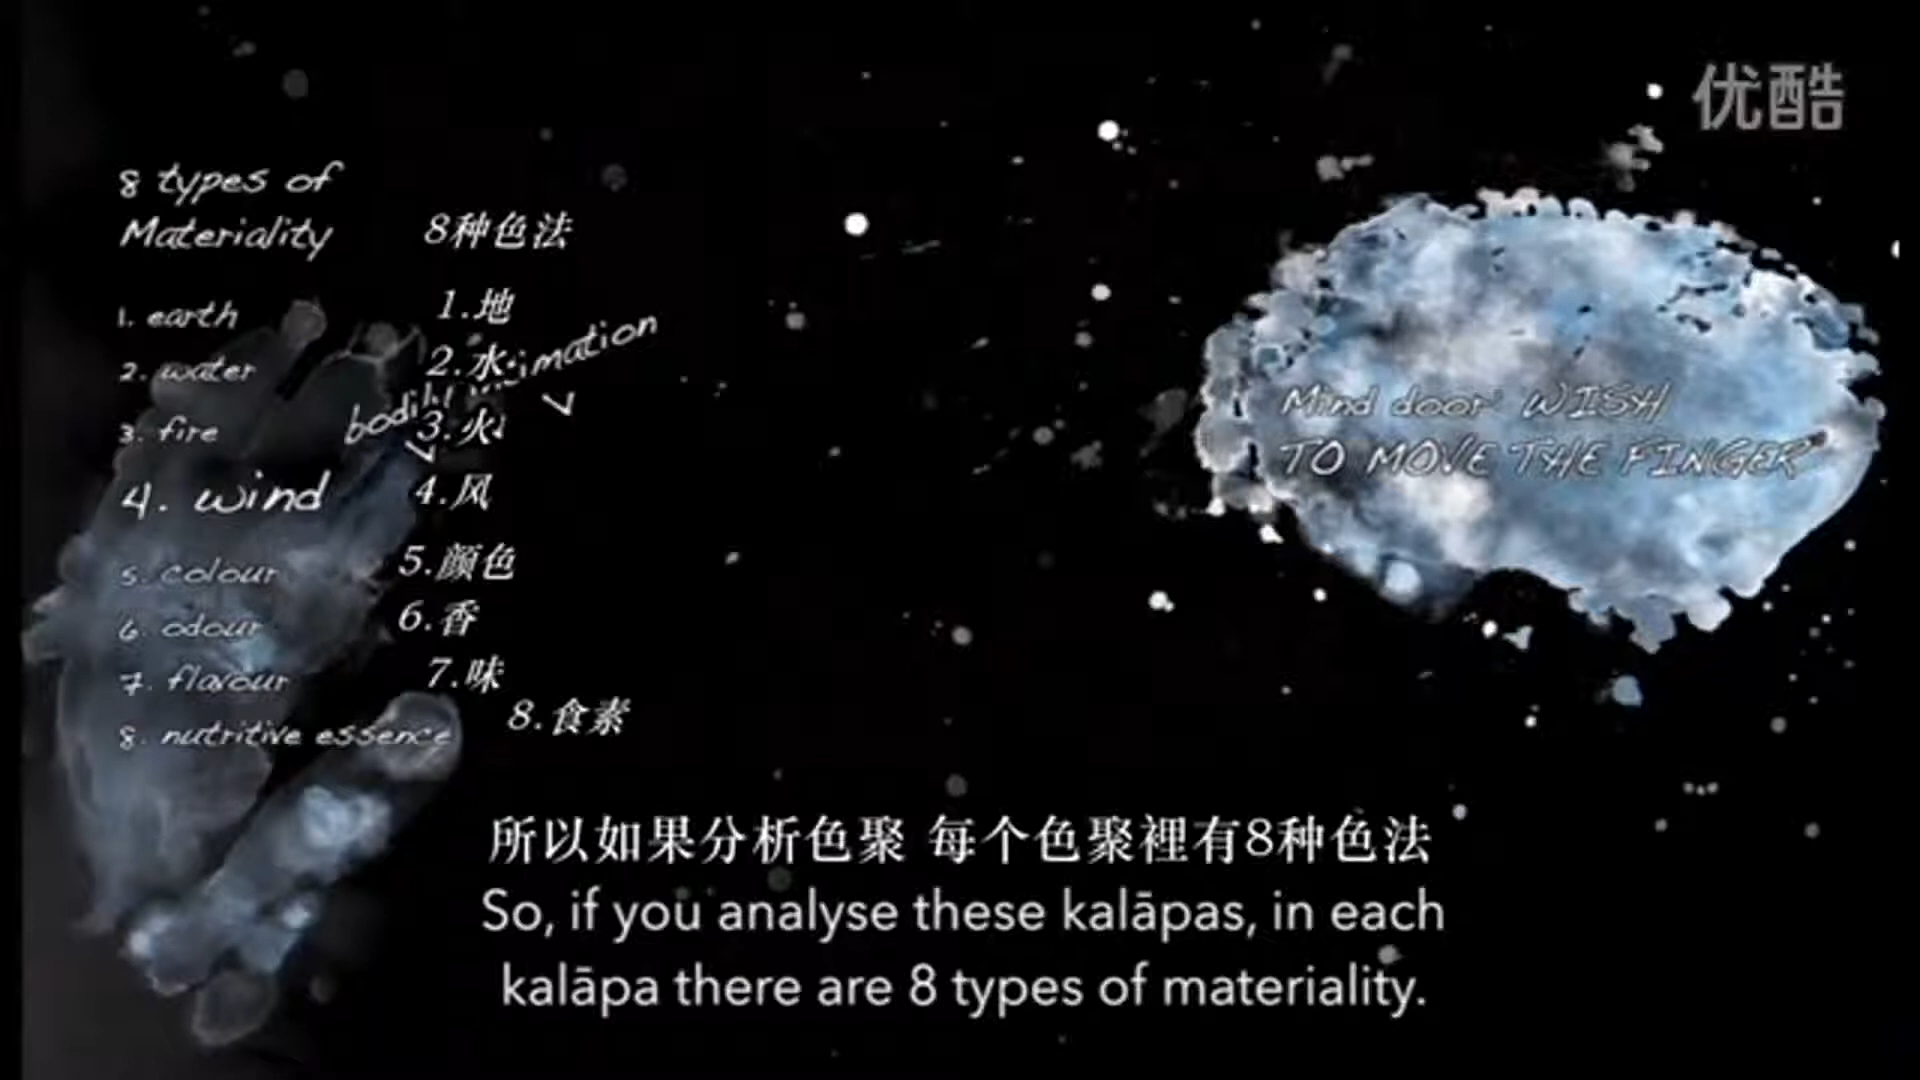 优酷
8 types of
Materiality
1. earth
2. water
3. fire
4. wind
5. colour
6. odour
7. flavour
8. nutritive essence
8种色法
1.地
2.水
3.火
4.风
5.颜色
6.香
7.味
8.食素
Mind door: WISH
TO MOVE THE FINGER
所以如果分析色聚 每个色聚裡有8种色法
So, if you analyse these kalāpas, in each
kalāpa there are 8 types of materiality.